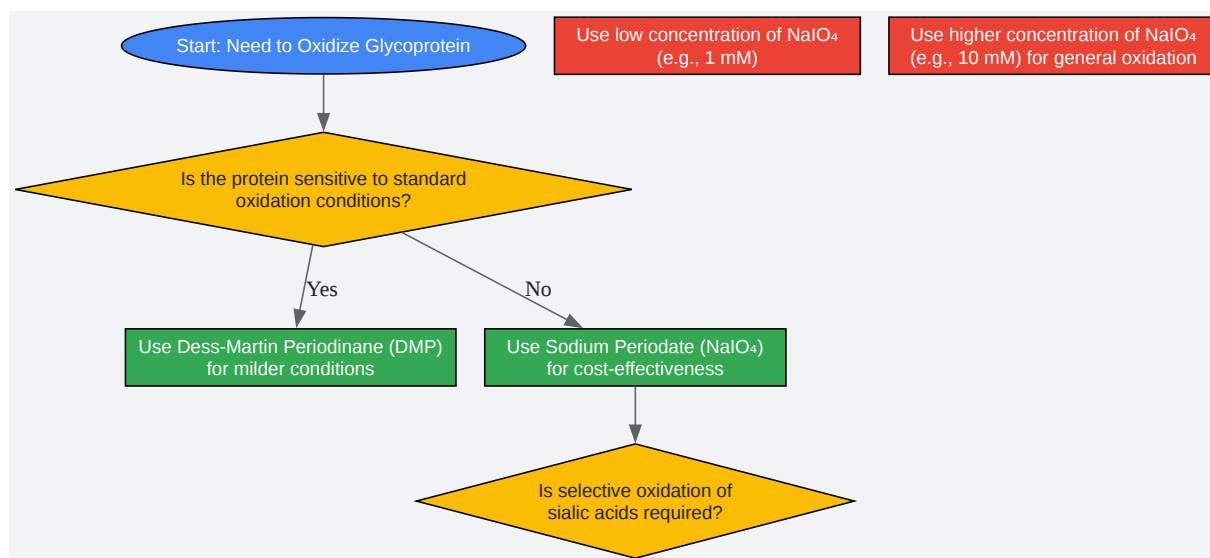 Start: Need to Oxidize Glycoprotein
Use low concentration of NaIO₄
(e.g., 1 mM)
Use higher concentration of NaIO₄
(e.g., 10 mM) for general oxidation
Is the protein sensitive to standard
oxidation conditions?
Yes
No
Use Dess-Martin Periodinane (DMP)
for milder conditions
Use Sodium Periodate (NaIO₄)
for cost-effectiveness
Is selective oxidation of
sialic acids required?